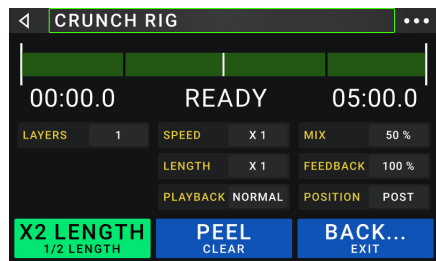 CRUNCH RIG
00:00.0 READY 05:00.0
LAYERS 1 SPEED X 1 MIX 50 %
LENGTH X 1 FEEDBACK 100 %
PLAYBACK NORMAL POSITION POST
X2 LENGTH PEEL BACK...
1/2 LENGTH CLEAR EXIT